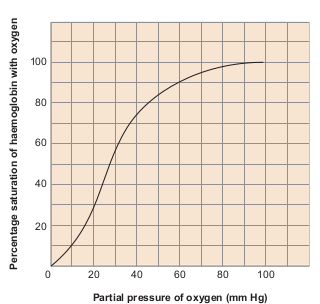 Percentage saturation of haemoglobin with oxygen
100
80
60
40
20
0 20 40 60 80 100
Partial pressure of oxygen (mm Hg)